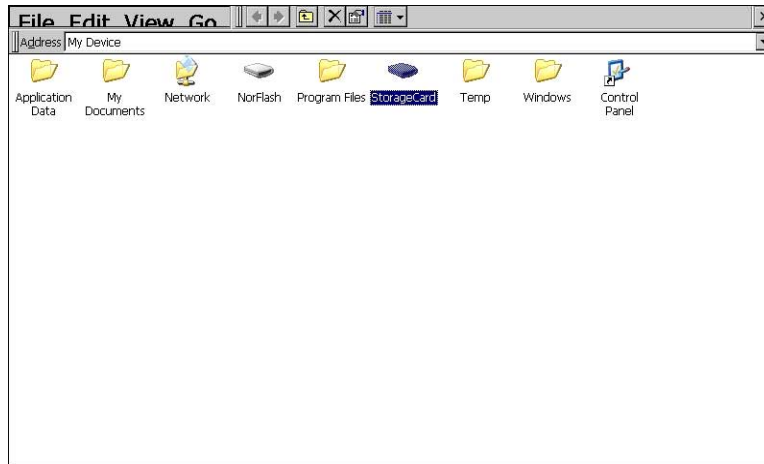 File Edit View Go
Address My Device
Application Data
My Documents
Network
NorFlash
Program Files
StorageCard
Temp
Windows
Control Panel